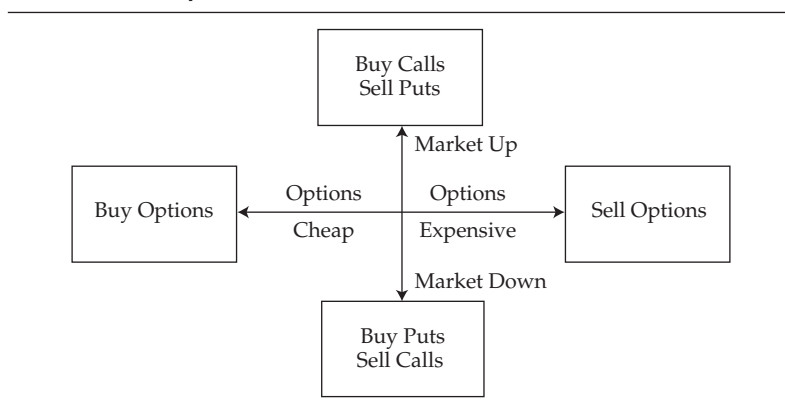 Buy Calls
Sell Puts
Market Up
Buy Options
Options
Cheap
Options
Expensive
Sell Options
Market Down
Buy Puts
Sell Calls